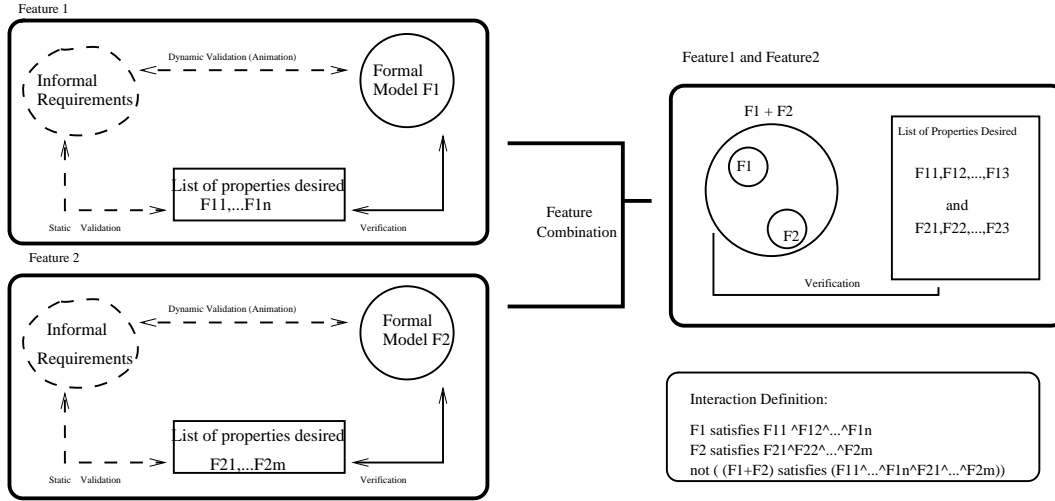 Feature 1
Dynamic Validation (Animation)
Informal
Requirements
Formal
Model F1
List of properties desired
F11,...F1n
Static Validation
Verification
Feature 2
Dynamic Validation (Animation)
Informal
Requirements
Formal
Model F2
List of properties desired
F21,...F2m
Static Validation
Verification
Feature
Combination
Feature1 and Feature2
F1 + F2
F1
F2
List of Properties Desired
F11,F12,...,F13
and
F21,F22,...,F23
Verification
Interaction Definition:
F1 satisfies F11 ^F12^...^F1n
F2 satisfies F21^F22^...^F2m
not ( (F1+F2) satisfies (F11^...^F1n^F21^...^F2m))